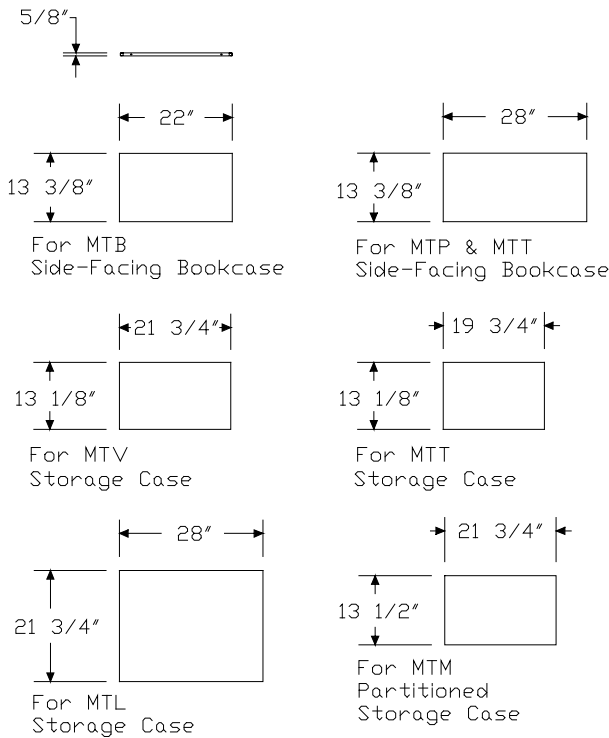 5/8"
22"
13 3/8"
For MTB
Side-Facing Bookcase
28"
13 3/8"
For MTP & MTT
Side-Facing Bookcase
21 3/4"
13 1/8"
For MTV
Storage Case
19 3/4"
13 1/8"
For MTT
Storage Case
28"
21 3/4"
For MTL
Storage Case
21 3/4"
13 1/2"
For MTM
Partitioned
Storage Case